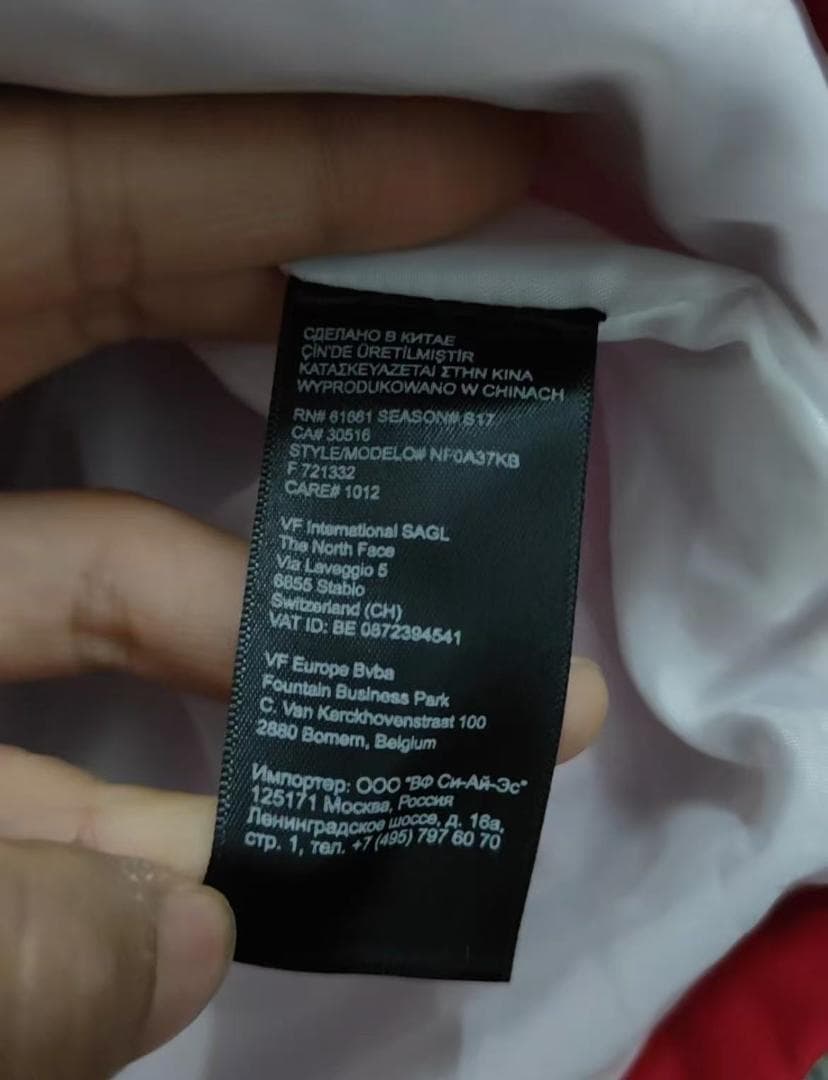 СДЕЛАНО В КИТАЕ
ÇİN'DE ÜRETİLMİŞTİR
ΚΑΤΑΣΚΕΥΑΖΕΤΑΙ ΣΤΗΝ ΚΙΝΑ
WYPRODUKOWANO W CHINACH
RN# 61661 SEASON# S17
CA# 30516
STYLE/MODELO# NF0A37KB
F 721332
CARE# 1012
VF International SAGL
The North Face
Via Laveggio 5
6855 Stabio
Switzerland (CH)
VAT ID: BE 0872394541
VF Europe Bvba
Fountain Business Park
C. Van Kerckhovenstraat 100
2880 Bornem, Belgium
Импортер: ООО "ВФ Си-Ай-Эс"
125171 Москва, Россия
Ленинградское шоссе, д. 16а,
стр. 1, тел. +7 (495) 797 60 70